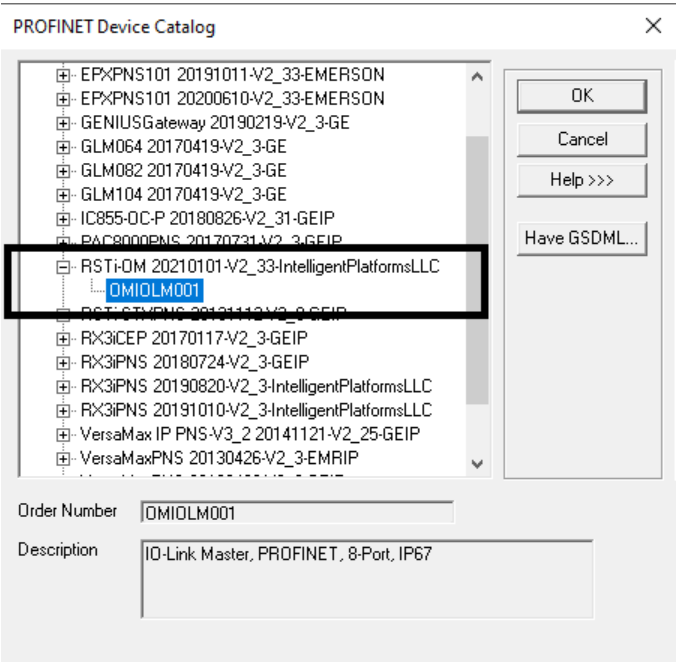 PROFINET Device Catalog
EPXPNS101 20191011-V2_33-EMERSON
EPXPNS101 20200610-V2_33-EMERSON
GENIUSGateway 20190219-V2_3-GE
GLM064 20170419-V2_3-GE
GLM082 20170419-V2_3-GE
GLM104 20170419-V2_3-GE
IC855-OC-P 20180826-V2_31-GEIP
PAC8000PNS 20170731-V2_3-GEIP
RSTi-OM 20210101-V2_33-IntelligentPlatformsLLC
OMIOLM001
RX3iCEP 20170117-V2_3-GEIP
RX3iPNS 20180724-V2_3-GEIP
RX3iPNS 20190820-V2_3-IntelligentPlatformsLLC
RX3iPNS 20191010-V2_3-IntelligentPlatformsLLC
VersaMax IP PNS-V3_2 20141121-V2_25-GEIP
VersaMaxPNS 20130426-V2_3-EMRIP
OK
Cancel
Help >>>
Have GSDML...
Order Number OMIOLM001
Description IO-Link Master, PROFINET, 8-Port, IP67